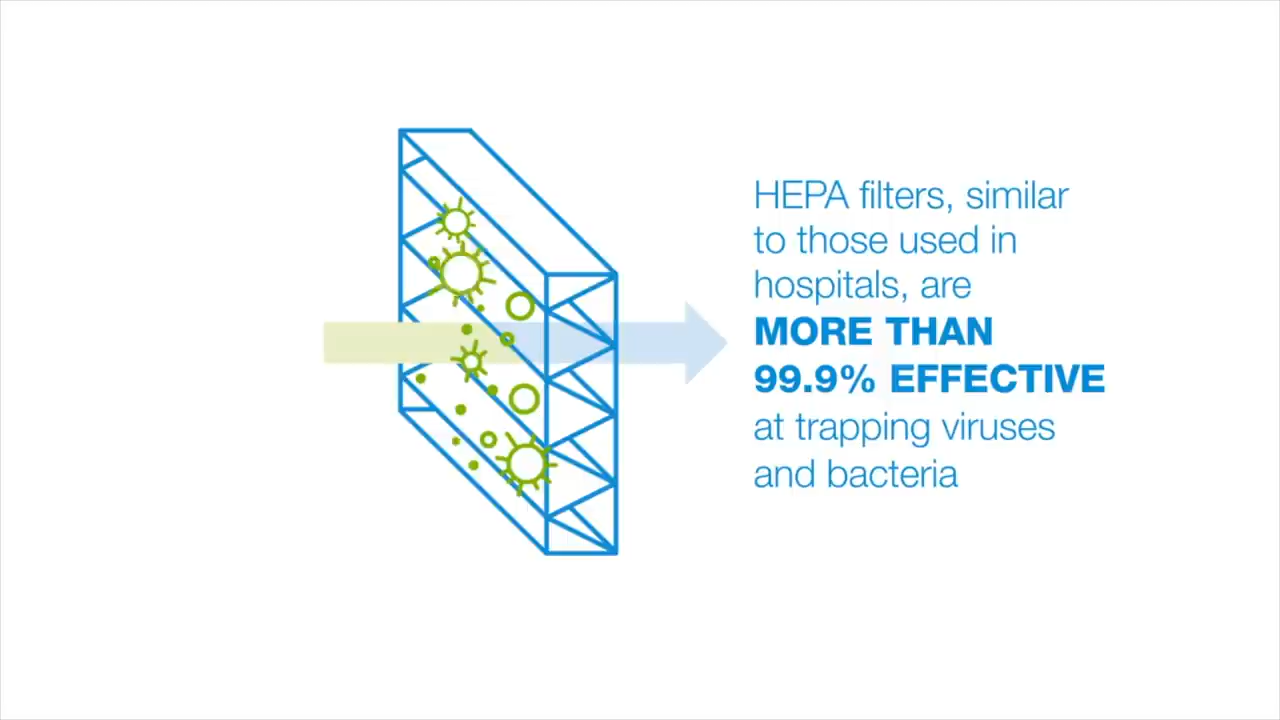 HEPA filters, similar
to those used in
hospitals, are
MORE THAN
99.9% EFFECTIVE
at trapping viruses
and bacteria